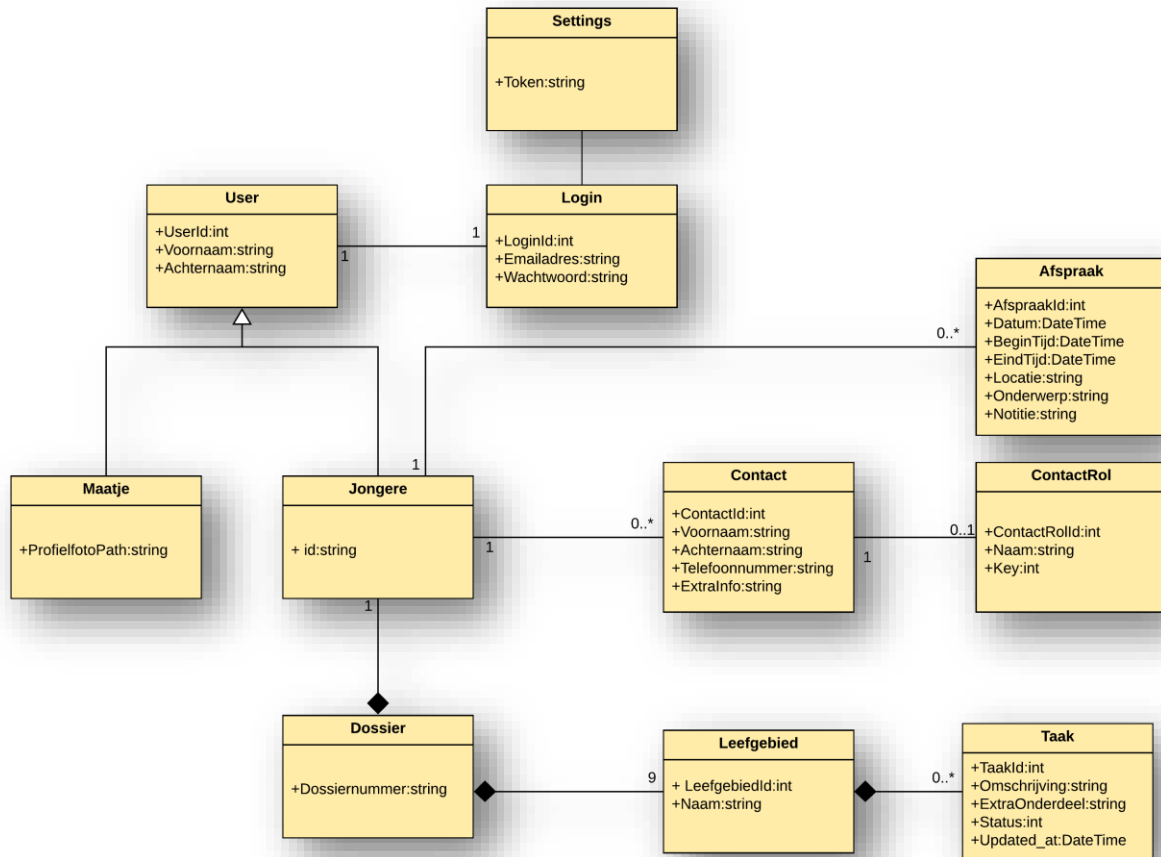 Settings
+Token:string
User
+UserId:int
+Voornaam:string
+Achternaam:string
1
1
Login
+LoginId:int
+Emailadres:string
+Wachtwoord:string
Afspraak
+AfspraakId:int
+Datum:DateTime
+BeginTijd:DateTime
+EindTijd:DateTime
+Locatie:string
+Onderwerp:string
+Notitie:string
0..*
1
Maatje
+ProfielfotoPath:string
Jongere
+ id:string
1
0..*
Contact
+ContactId:int
+Voornaam:string
+Achternaam:string
+Telefoonnummer:string
+ExtraInfo:string
1
0..1
ContactRol
+ContactRolId:int
+Naam:string
+Key:int
1
Dossier
+Dossiernummer:string
9
Leefgebied
+ LeefgebiedId:int
+Naam:string
0..*
Taak
+TaakId:int
+Omschrijving:string
+ExtraOnderdeel:string
+Status:int
+Updated_at:DateTime